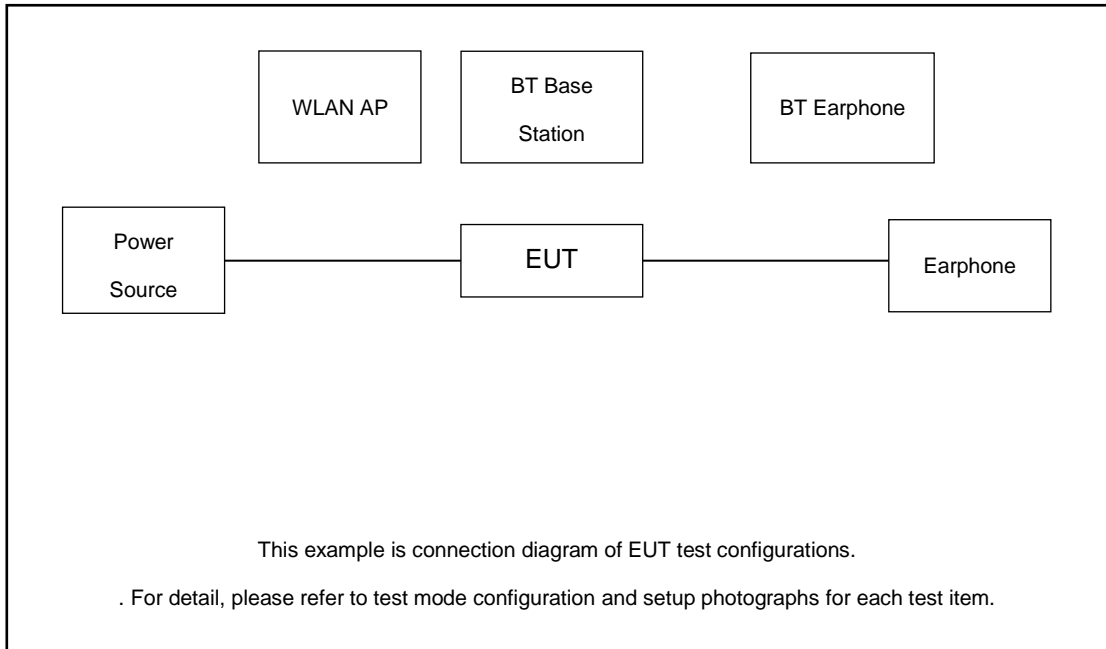 WLAN AP
BT Base
Station
BT Earphone
Power
Source
EUT
Earphone
This example is connection diagram of EUT test configurations.
. For detail, please refer to test mode configuration and setup photographs for each test item.